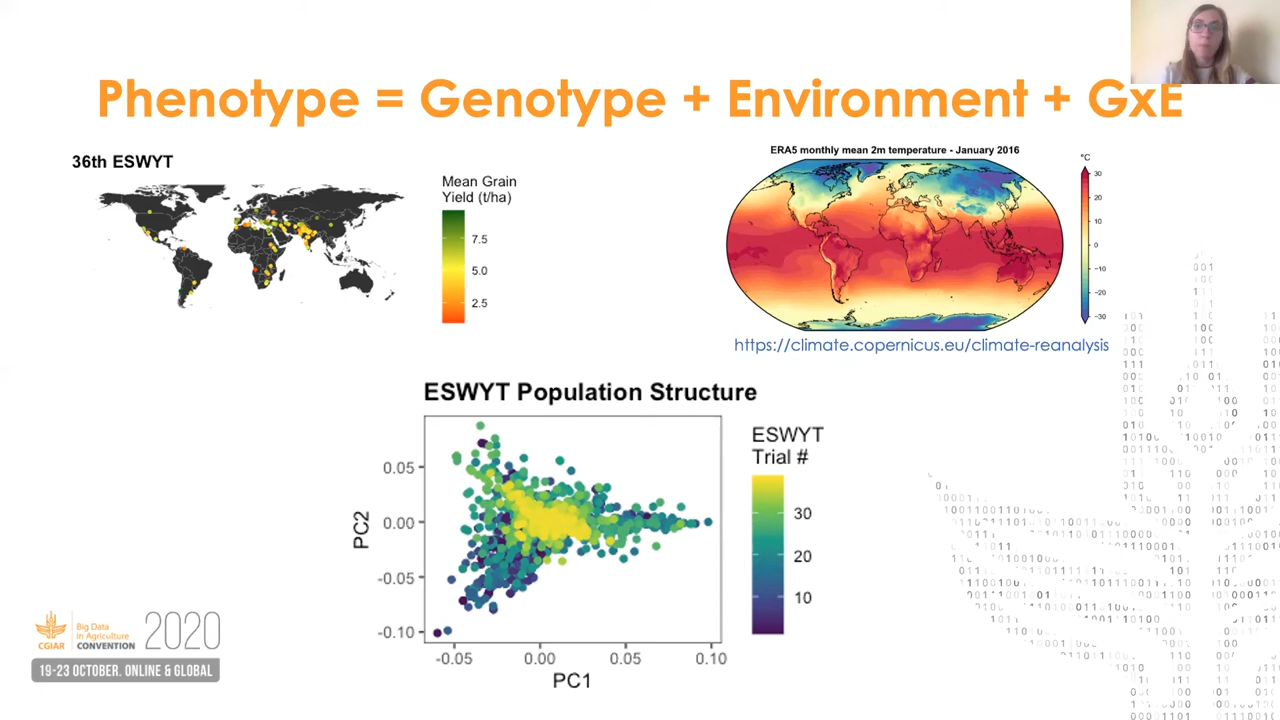 Phenotype = Genotype + Environment + GxE
36th ESWYT
Mean Grain
Yield (t/ha)
7.5
5.0
2.5
ERA5 monthly mean 2m temperature - January 2016
°C
30
20
10
0
−10
−20
−30
https://climate.copernicus.eu/climate-reanalysis
ESWYT Population Structure
PC2
0.05
0.00
-0.05
-0.10
-0.05
0.00
0.05
0.10
PC1
ESWYT
Trial #
30
20
10
CGIAR
Big Data
in Agriculture
CONVENTION
2020
19-23 OCTOBER. ONLINE & GLOBAL